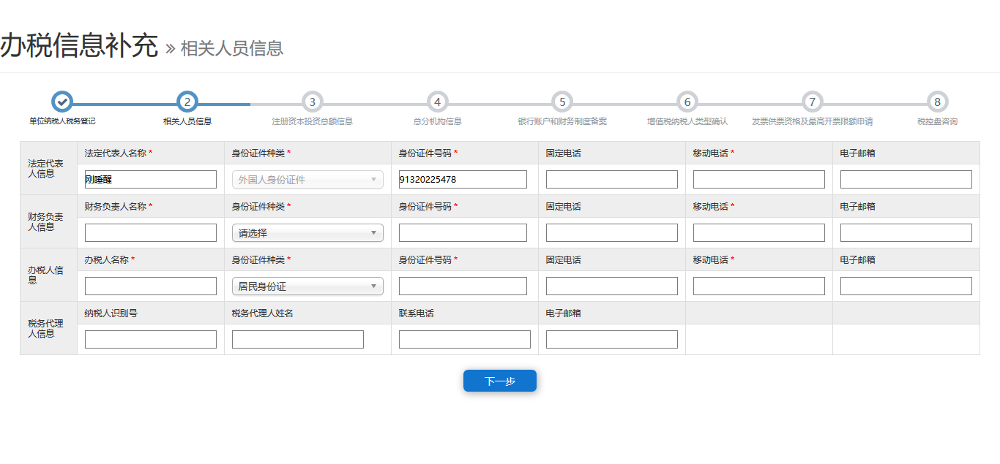 办税信息补充 » 相关人员信息
2 3 4 5 6 7 8
单位纳税人税务登记 相关人员信息 注册资本投资总额信息 总分机构信息 银行账户和财务制度备案 增值税纳税人类型确认 发票供票资格及最高开票限额申请 税控盘咨询
法定代表人信息
法定代表人名称 * 身份证件种类 * 身份证件号码 * 固定电话 移动电话 * 电子邮箱
刚睡醒 外国人身份证件 91320225478
财务负责人信息
财务负责人名称 * 身份证件种类 * 身份证件号码 * 固定电话 移动电话 * 电子邮箱
请选择
办税人信息
办税人名称 * 身份证件种类 * 身份证件号码 * 固定电话 移动电话 * 电子邮箱
居民身份证
税务代理人信息
纳税人识别号 税务代理人姓名 联系电话 电子邮箱
下一步